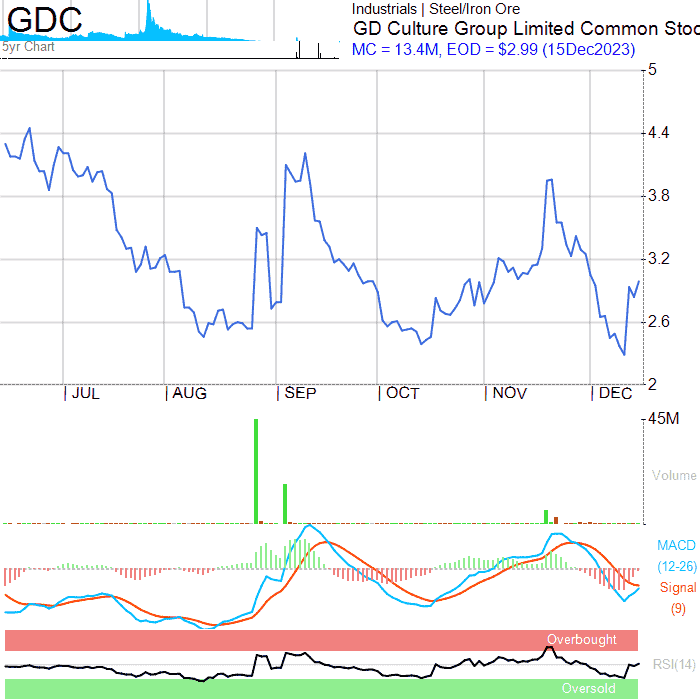 GDC
5yr Chart
Industrials | Steel/Iron Ore
GD Culture Group Limited Common Stoc
MC = 13.4M, EOD = $2.99 (15Dec2023)
5
4.4
3.8
3.2
2.6
2
JUL
AUG
SEP
OCT
NOV
DEC
45M
Volume
MACD
(12-26)
Signal
(9)
Overbought
RSI(14)
Oversold